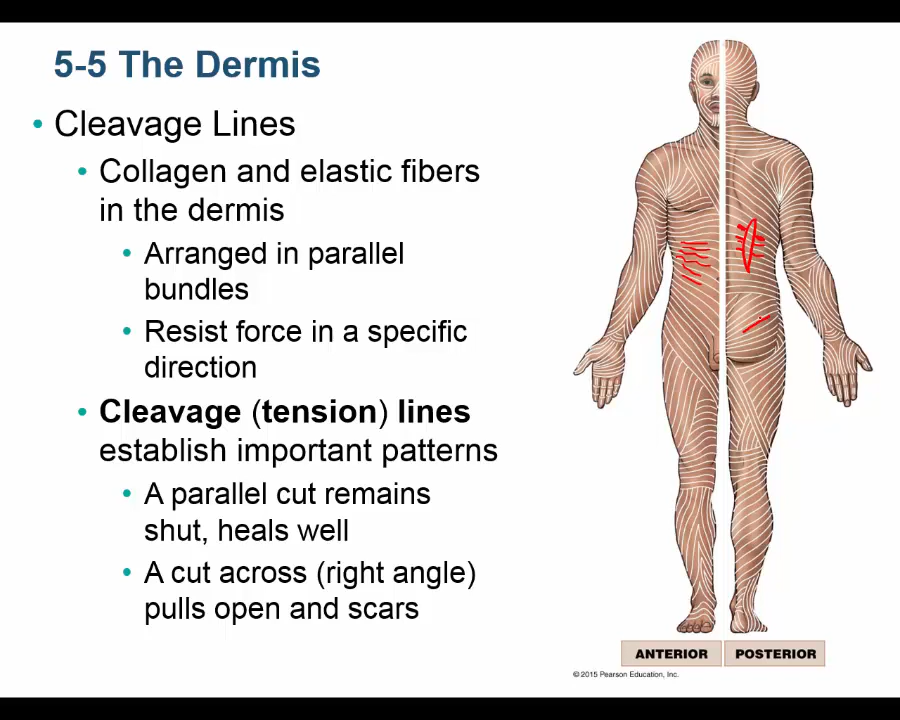 5-5 The Dermis
• Cleavage Lines
• Collagen and elastic fibers
in the dermis
• Arranged in parallel
bundles
• Resist force in a specific
direction
• Cleavage (tension) lines
establish important patterns
• A parallel cut remains
shut, heals well
• A cut across (right angle)
pulls open and scars
ANTERIOR
POSTERIOR
© 2015 Pearson Education, Inc.